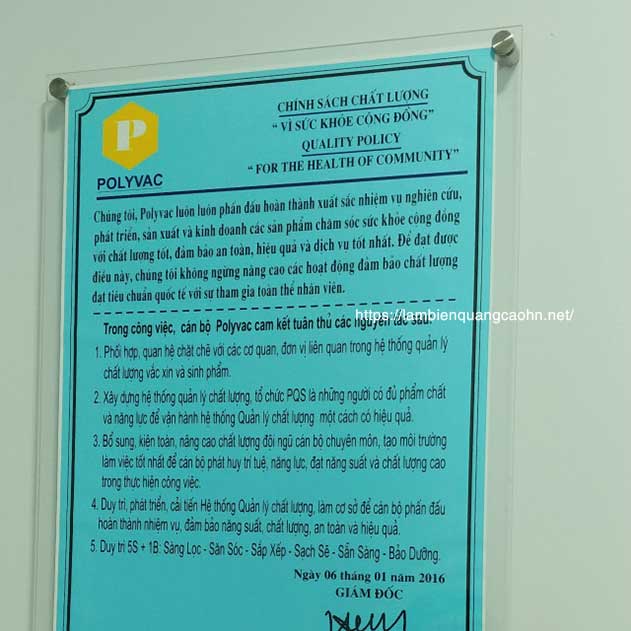 P
POLYVAC
CHÍNH SÁCH CHẤT LƯỢNG
“ VÌ SỨC KHỎE CỘNG ĐỒNG”
QUALITY POLICY
“ FOR THE HEALTH OF COMMUNITY”
Chúng tôi, Polyvac luôn luôn phấn đấu hoàn thành xuất sắc nhiệm vụ nghiên cứu,
phát triển, sản xuất và kinh doanh các sản phẩm chăm sóc sức khỏe cộng đồng
với chất lượng tốt, đảm bảo an toàn, hiệu quả và dịch vụ tốt nhất. Để đạt được
điều này, chúng tôi không ngừng nâng cao các hoạt động đảm bảo chất lượng
đạt tiêu chuẩn quốc tế với sự tham gia toàn thể nhân viên.
https://lambienquangcaohn.net/
Trong công việc, cán bộ Polyvac cam kết tuân thủ các nguyên tắc sau:
1. Phối hợp, quan hệ chặt chẽ với các cơ quan, đơn vị liên quan trong hệ thống quản lý
chất lượng vắc xin và sinh phẩm.
2. Xây dựng hệ thống quản lý chất lượng, tổ chức PQS là những người có đủ phẩm chất
và năng lực để vận hành hệ thống Quản lý chất lượng một cách có hiệu quả.
3. Bổ sung, kiện toàn, nâng cao chất lượng đội ngũ cán bộ chuyên môn, tạo môi trường
làm việc tốt nhất để cán bộ phát huy trí tuệ, năng lực, đạt năng suất và chất lượng cao
trong thực hiện công việc.
4. Duy trì, phát triển, cải tiến Hệ thống Quản lý chất lượng, làm cơ sở để cán bộ phấn đấu
hoàn thành nhiệm vụ, đảm bảo năng suất, chất lượng, an toàn và hiệu quả.
5. Duy trì 5S + 1B: Sàng Lọc - Săn Sóc - Sắp Xếp - Sạch Sẽ - Sẵn Sàng - Bảo Dưỡng.
Ngày 06 tháng 01 năm 2016
GIÁM ĐỐC